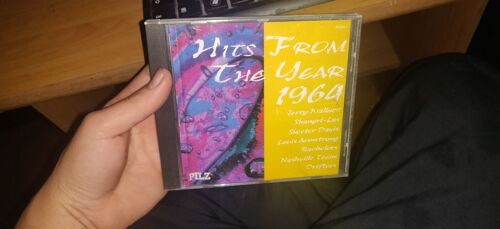 Hits From
The Year
1964
Jerry Wallace
Shangri-Las
Skeeter Davis
Louis Armstrong
Bachelors
Nashville Teens
Drifters
PILZ